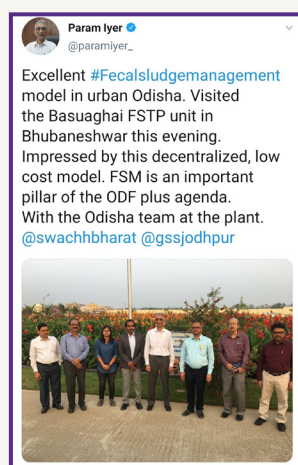 Param Iyer
@paramiyer_
Excellent #Fecalsludgemanagement
model in urban Odisha. Visited
the Basuaghai FSTP unit in
Bhubaneshwar this evening.
Impressed by this decentralized, low
cost model. FSM is an important
pillar of the ODF plus agenda.
With the Odisha team at the plant.
@swachhbharat @gssjodhpur